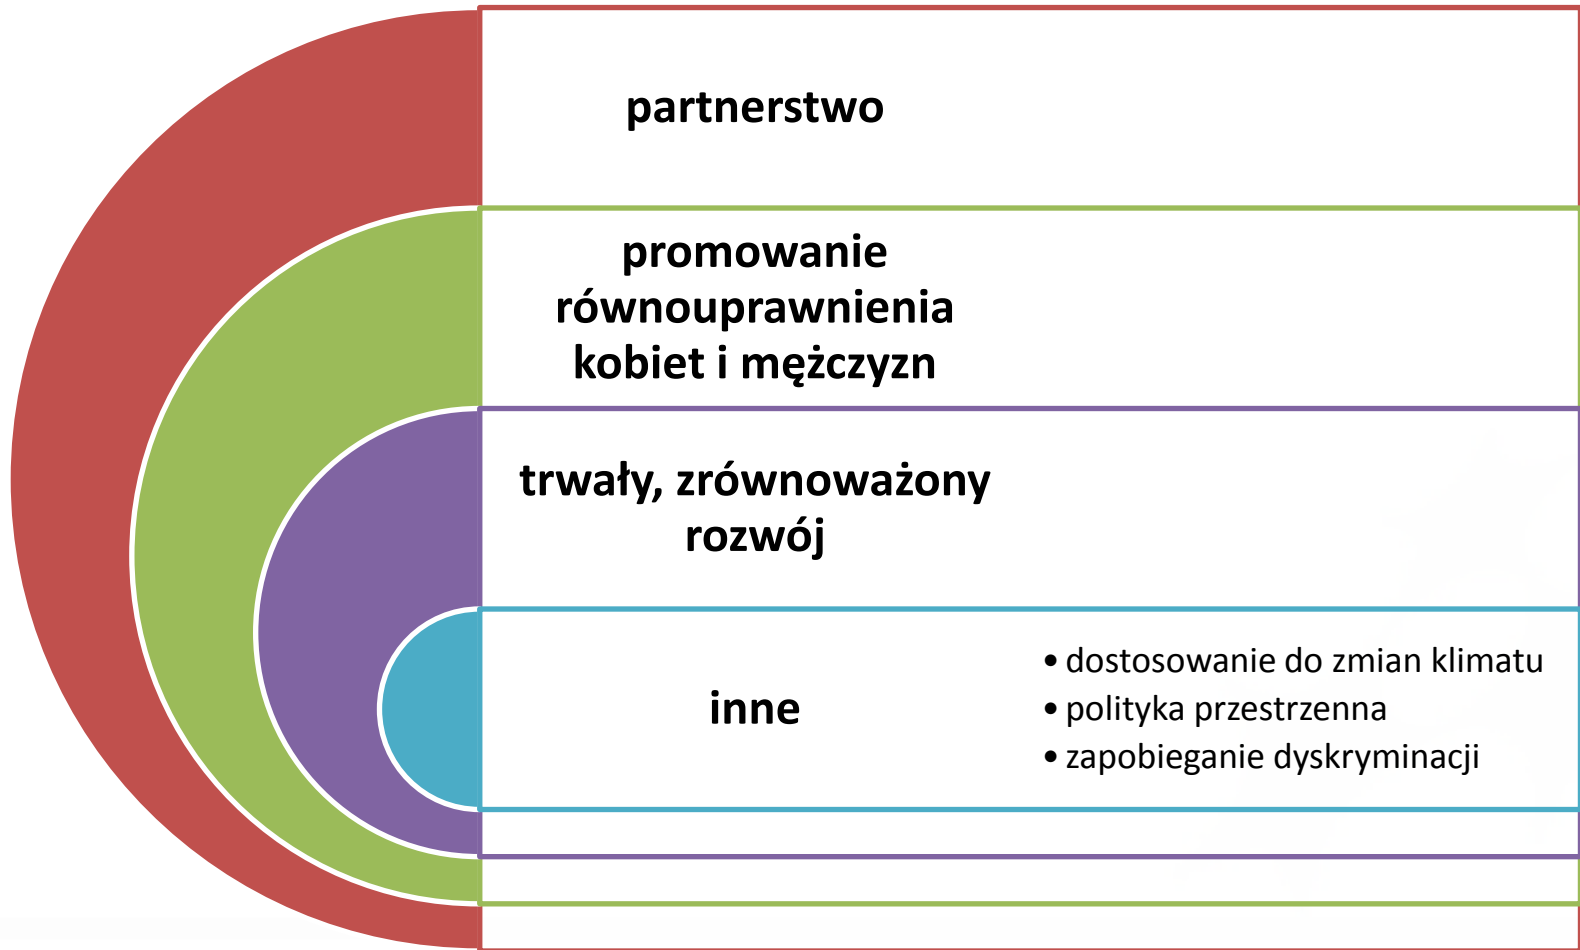 partnerstwo
promowanie
równouprawnienia
kobiet i mężczyzn
trwały, zrównoważony
rozwój
inne
• dostosowanie do zmian klimatu
• polityka przestrzenna
• zapobieganie dyskryminacji